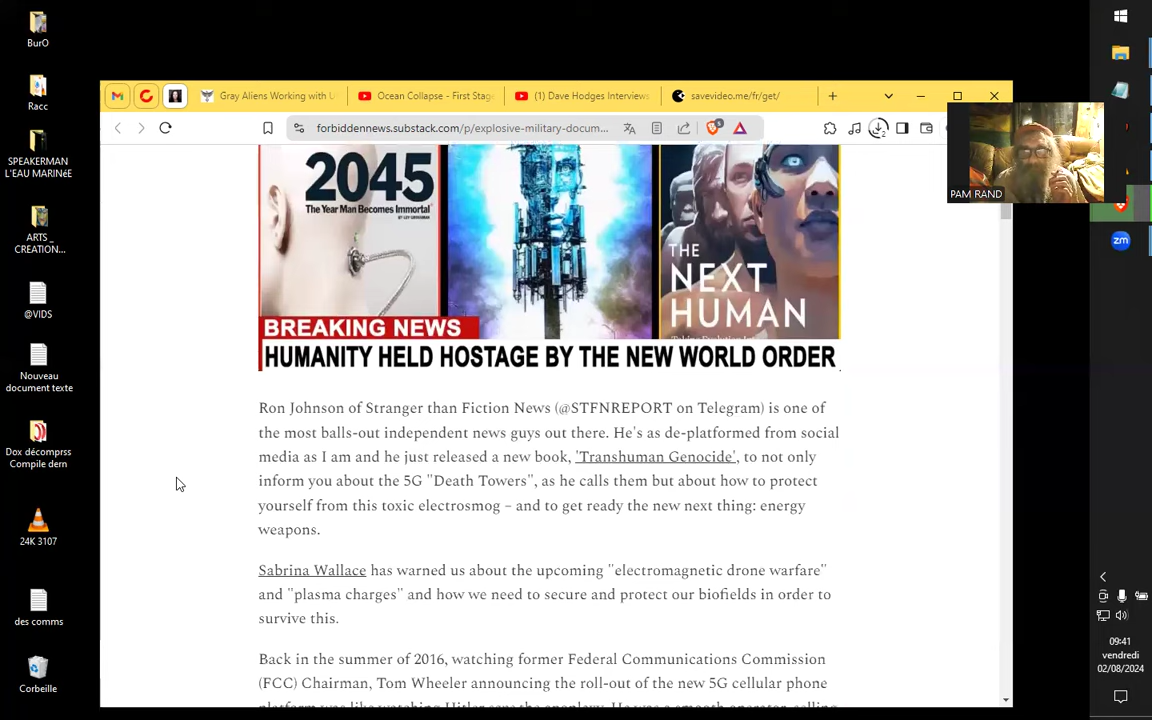 BurO
Racc
SPEAKERMAN
L'EAU MARINéE
ARTS _
CREATION...
@VIDS
Nouveau
document texte
Dox décomprss
Compile dern
24K 3107
des comms
Corbeille
Gray Aliens Working with U
Ocean Collapse - First Stage
(1) Dave Hodges Interviews
savevideo.me/fr/get/
forbiddennews.substack.com/p/explosive-military-docum...
PAM RAND
2045
The Year Man Becomes Immortal
THE
NEXT
HUMAN
BREAKING NEWS
HUMANITY HELD HOSTAGE BY THE NEW WORLD ORDER
Ron Johnson of Stranger than Fiction News (@STFNREPORT on Telegram) is one of
the most balls-out independent news guys out there. He's as de-platformed from social
media as I am and he just released a new book, 'Transhuman Genocide', to not only
inform you about the 5G "Death Towers", as he calls them but about how to protect
yourself from this toxic electrosmog – and to get ready the new next thing: energy
weapons.
Sabrina Wallace has warned us about the upcoming "electromagnetic drone warfare"
and "plasma charges" and how we need to secure and protect our biofields in order to
survive this.
Back in the summer of 2016, watching former Federal Communications Commission
(FCC) Chairman, Tom Wheeler announcing the roll-out of the new 5G cellular phone
zm
09:41
vendredi
02/08/2024